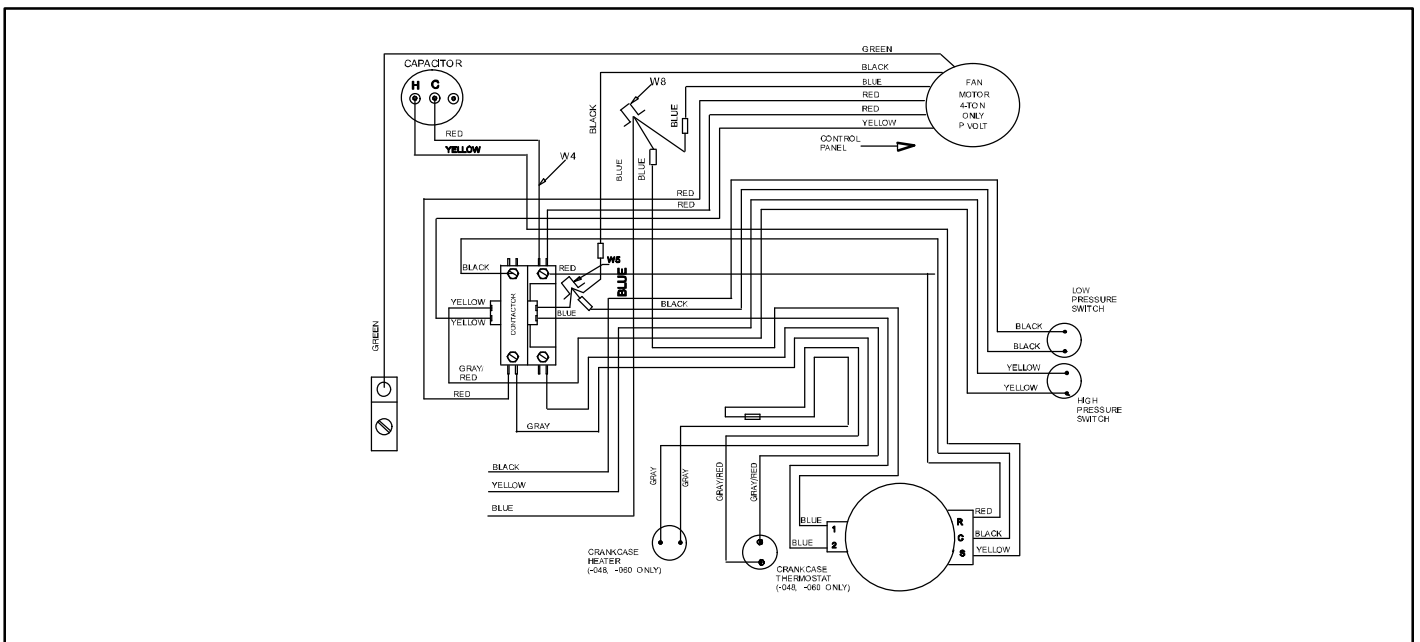 GREEN
CAPACITOR
BLACK
H C
W8
BLUE
FAN
MOTOR
4-TON
ONLY
P VOLT
RED
BLACK
BLUE
RED
RED
YELLOW
YELLOW
CONTROL
PANEL
W4
BLUE
BLUE
RED
RED
W5
BLACK
RED
BLUE
LOW
PRESSURE
SWITCH
YELLOW
CONTACTOR
BLACK
BLUE
YELLOW
BLACK
GREEN
BLACK
GRAY/
RED
YELLOW
RED
YELLOW
HIGH
PRESSURE
SWITCH
GRAY
BLACK
YELLOW
GRAY
GRAY
GRAY/RED
GRAY/RED
BLUE
RED
BLUE
1
R
BLACK
BLUE
2
C
YELLOW
S
CRANKCASE
HEATER
(-048, -060 ONLY)
CRANKCASE
THERMOSTAT
(-048, -060 ONLY)